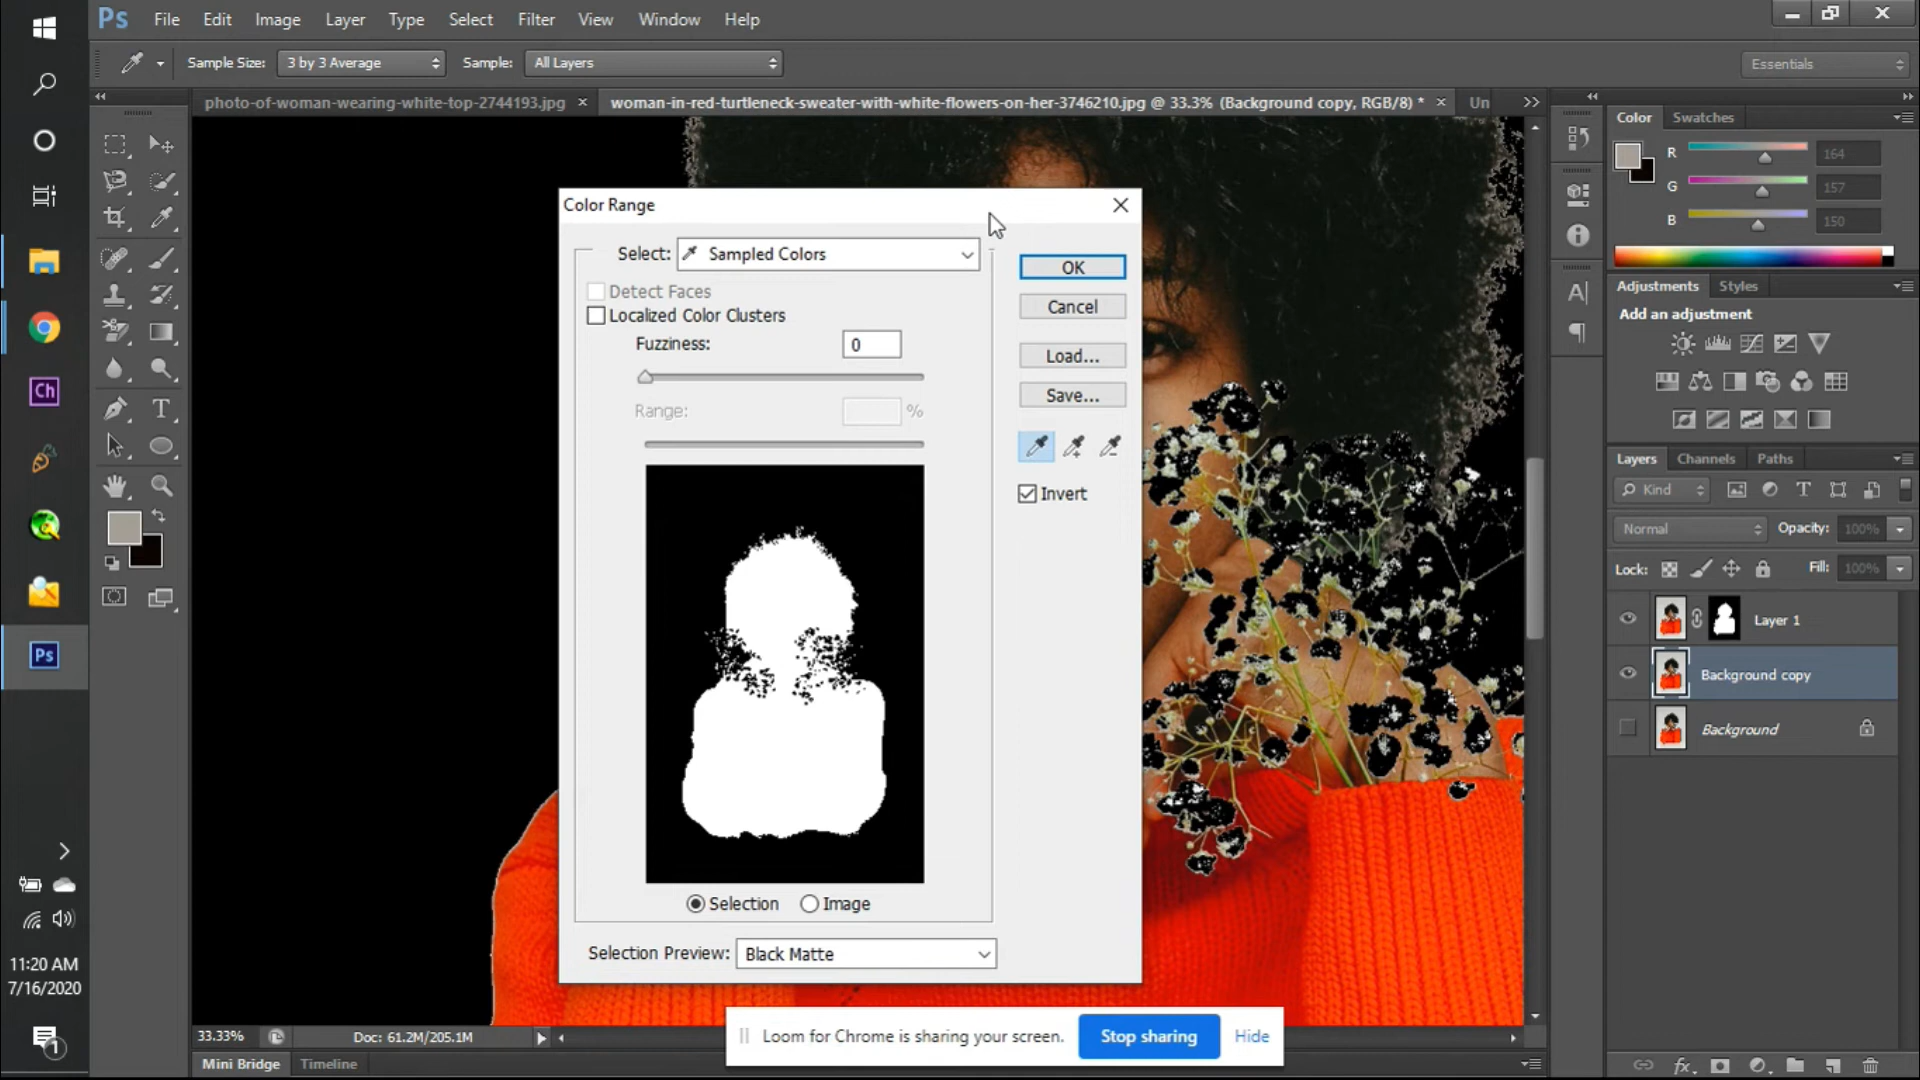 Ps File Edit Image Layer Type Select Filter View Window Help
Sample Size: 3 by 3 Average Sample: All Layers Essentials
photo-of-woman-wearing-white-top-2744193.jpg × woman-in-red-turtleneck-sweater-with-white-flowers-on-her-3746210.jpg @ 33.3% (Background copy, RGB/8) * × Un
Color Swatches
R 164
G 157
B 150
Color Range
Select: Sampled Colors
Detect Faces
Localized Color Clusters
Fuzziness: 0
Range: %
OK
Cancel
Load...
Save...
Invert
Selection Image
Selection Preview: Black Matte
Adjustments Styles
Add an adjustment
Layers Channels Paths
Kind
Normal Opacity: 100%
Lock: Fill: 100%
Layer 1
Background copy
Background
Ch
Ps
11:20 AM
7/16/2020
1
33.33% Doc: 61.2M/205.1M
Loom for Chrome is sharing your screen. Stop sharing Hide
Mini Bridge Timeline